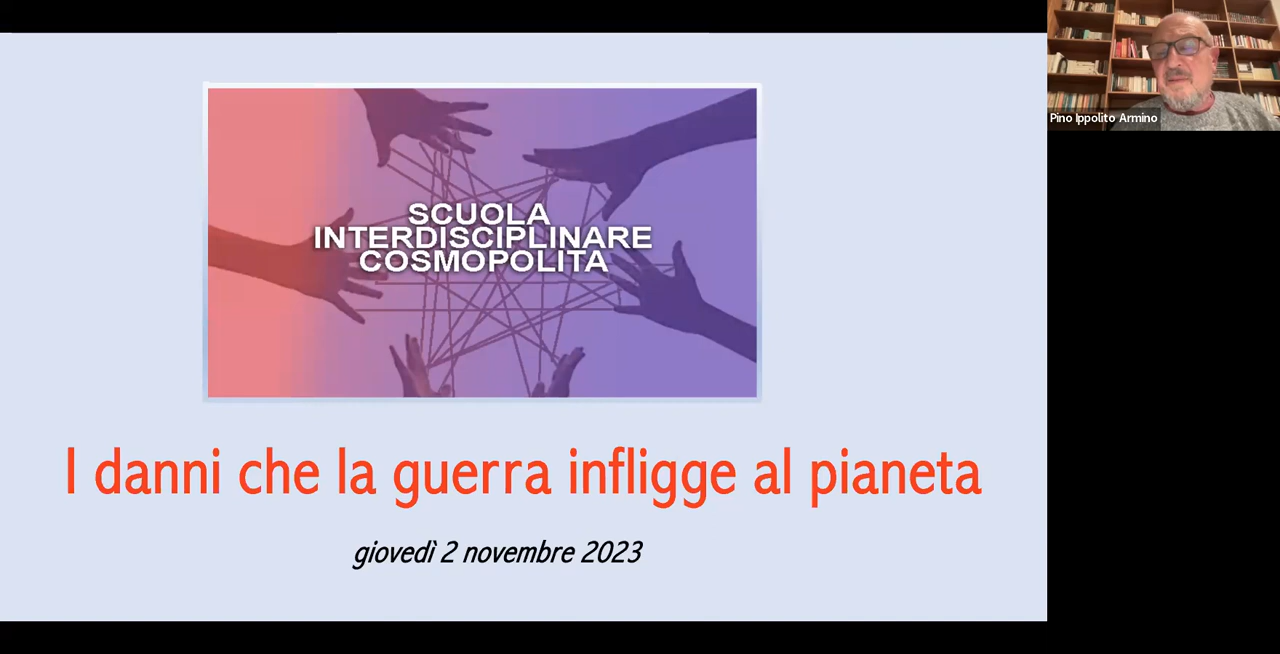 SCUOLA
INTERDISCIPLINARE
COSMOPOLITA
I danni che la guerra infligge al pianeta
giovedì 2 novembre 2023
Pino Ippolito Armino